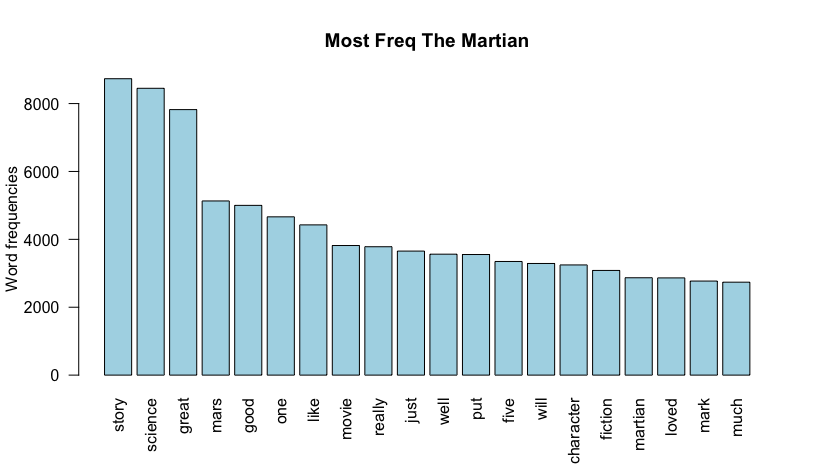 Most Freq The Martian
Word frequencies
8000
6000
4000
2000
0
story
science
great
mars
good
one
like
movie
really
just
well
put
five
will
character
fiction
martian
loved
mark
much